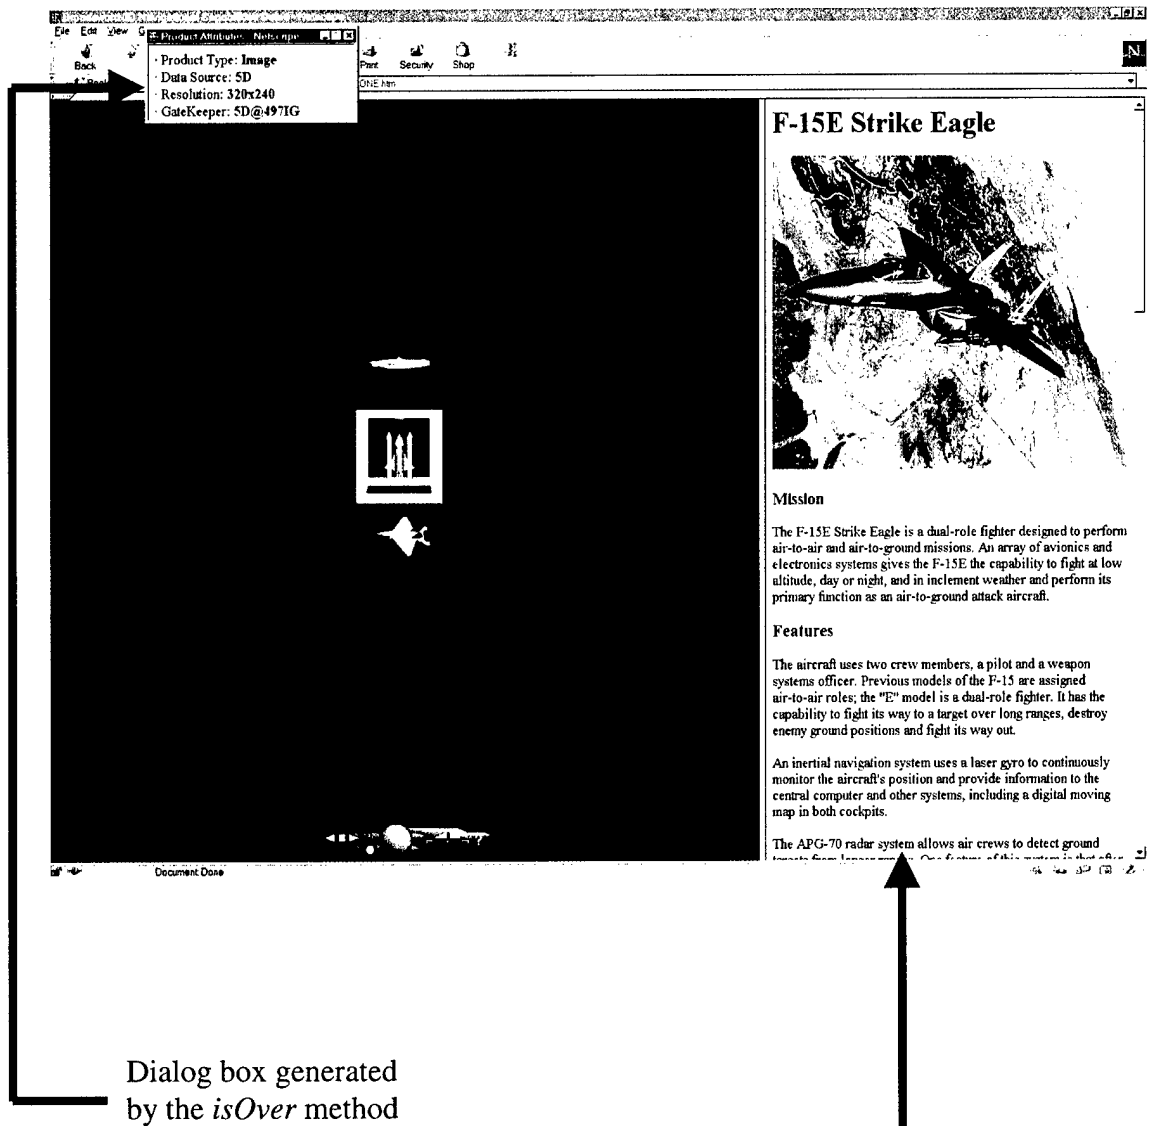 File Edit View G
Product Attributes - Netscape
Back
Print Security Shop
N
· Product Type: Image
· Data Source: 5D
· Resolution: 320x240
· GateKeeper: 5D@497IG
ONE.htm
F-15E Strike Eagle
Mission
The F-15E Strike Eagle is a dual-role fighter designed to perform
air-to-air and air-to-ground missions. An array of avionics and
electronics systems gives the F-15E the capability to fight at low
altitude, day or night, and in inclement weather and perform its
primary function as an air-to-ground attack aircraft.
Features
The aircraft uses two crew members, a pilot and a weapon
systems officer. Previous models of the F-15 are assigned
air-to-air roles; the "E" model is a dual-role fighter. It has the
capability to fight its way to a target over long ranges, destroy
enemy ground positions and fight its way out.
An inertial navigation system uses a laser gyro to continuously
monitor the aircraft's position and provide information to the
central computer and other systems, including a digital moving
map in both cockpits.
The APG-70 radar system allows air crews to detect ground
Document Done
Dialog box generated
by the isOver method